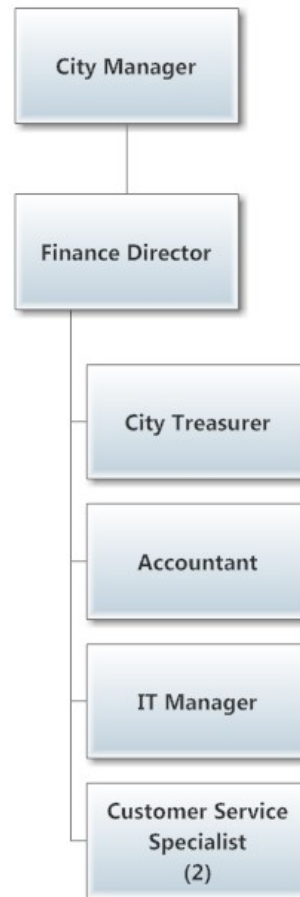 City Manager
Finance Director
City Treasurer
Accountant
IT Manager
Customer Service
Specialist
(2)